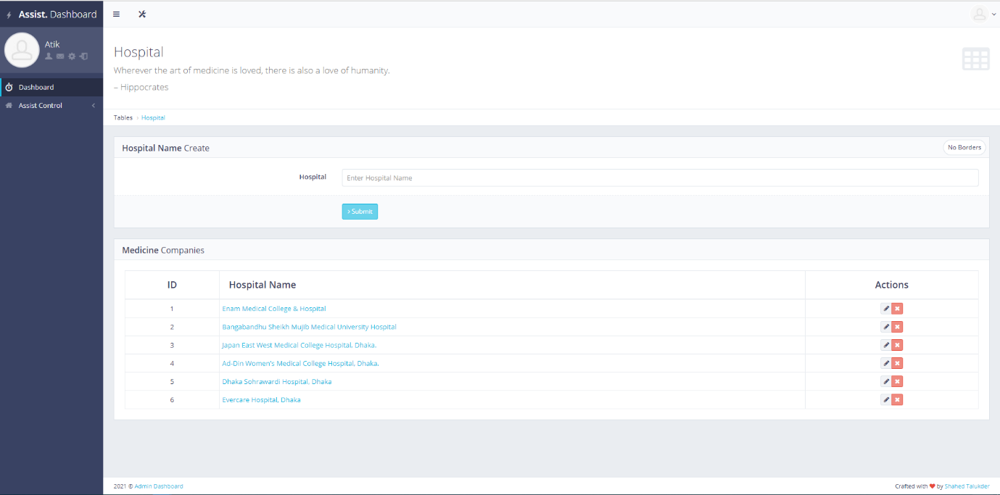 Assist. Dashboard
Atik
Dashboard
Assist Control
Hospital
Wherever the art of medicine is loved, there is also a love of humanity.
– Hippocrates
Tables › Hospital
Hospital Name Create
No Borders
Hospital
Enter Hospital Name
› Submit
Medicine Companies
ID Hospital Name Actions
1 Enam Medical College & Hospital
2 Bangabandhu Sheikh Mujib Medical University Hospital
3 Japan East West Medical College Hospital, Dhaka.
4 Ad-Din Women's Medical College Hospital, Dhaka.
5 Dhaka Sohrawardi Hospital, Dhaka
6 Evercare Hospital, Dhaka
2021 © Admin Dashboard
Crafted with ❤ by Shahed Talukder